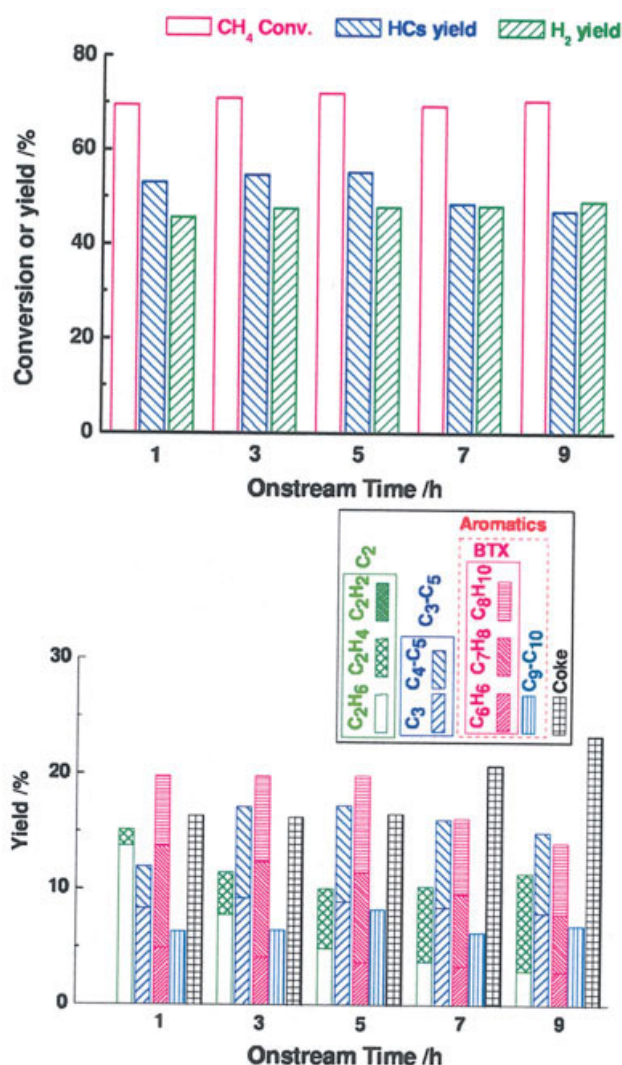 CH4 Conv. HCs yield H2 yield
Conversion or yield /%
80
60
40
20
0
1 3 5 7 9
Onstream Time /h
Aromatics
BTX
C2H6 C2H4 C2H2 C2
C3 C4-C5 C3-C5
C6H6 C7H8 C8H10
C9-C10
Coke
Yield /%
30
20
10
0
1 3 5 7 9
Onstream Time /h